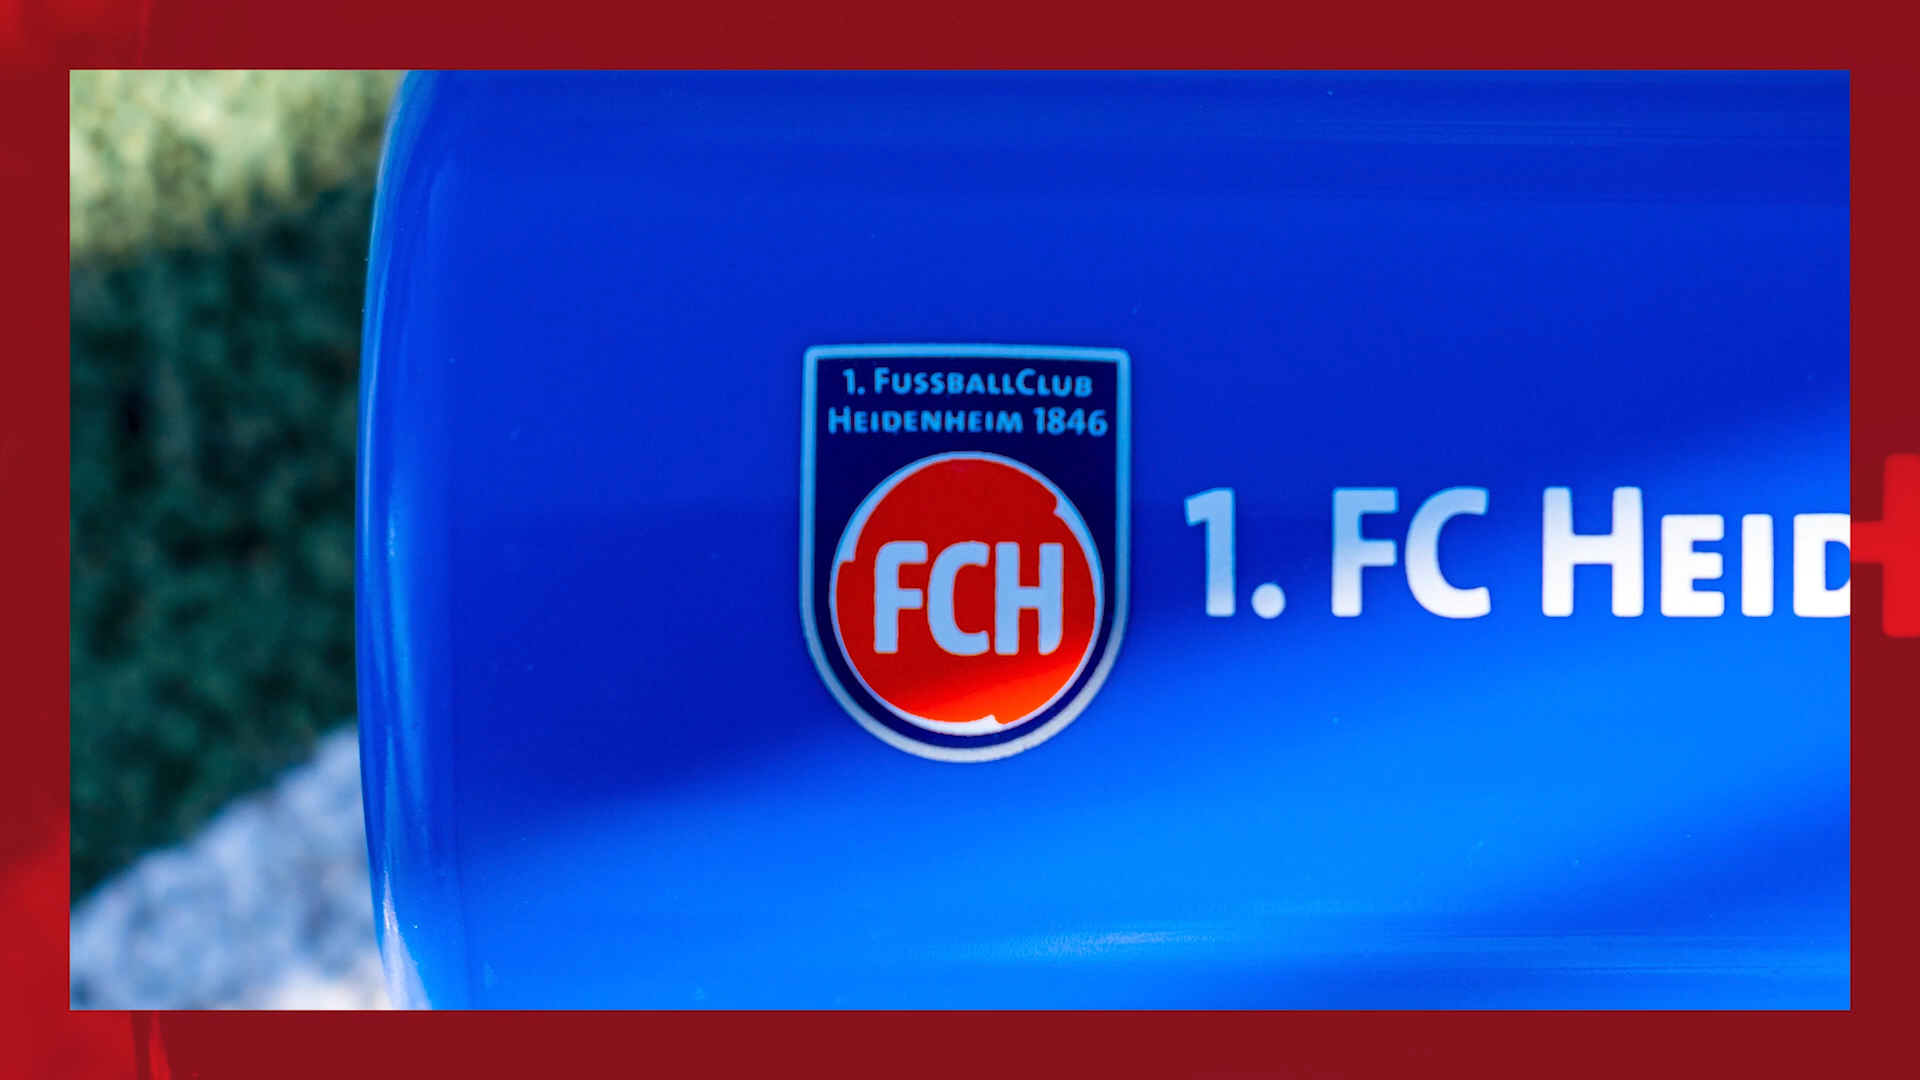 1. FUSSBALLCLUB
HEIDENHEIM 1846
FCH
1. FC HEID